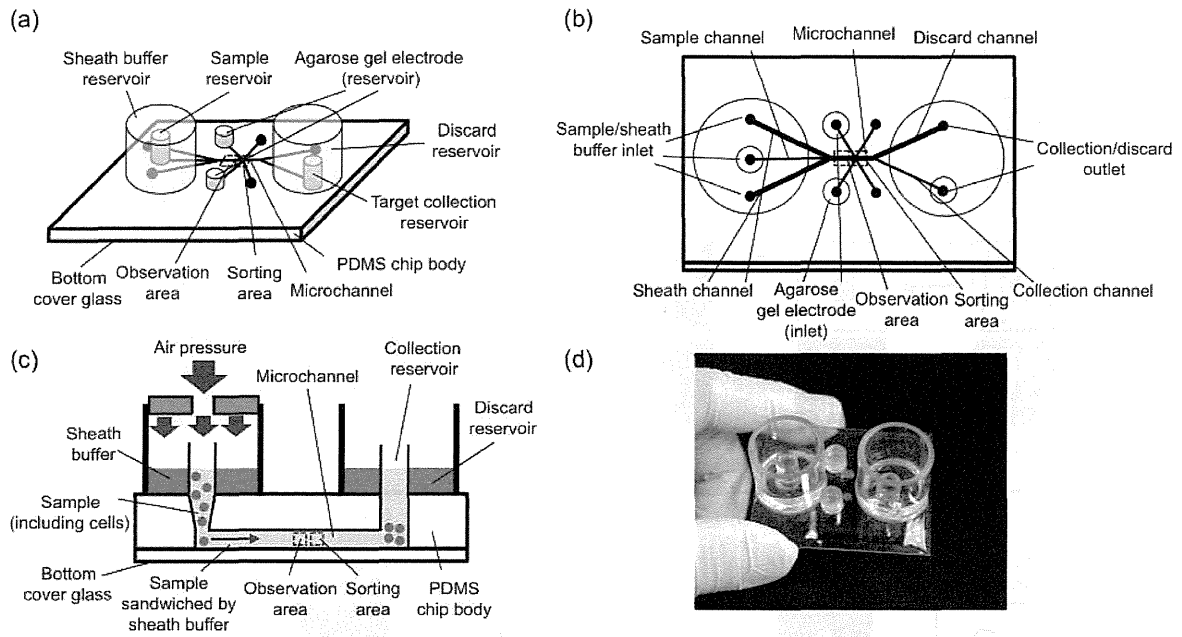 (a)
Sheath buffer
reservoir
Sample
reservoir
Agarose gel electrode
(reservoir)
Discard
reservoir
Target collection
reservoir
PDMS chip body
Microchannel
Sorting
area
Observation
area
Bottom
cover glass
(b)
Sample channel
Microchannel
Discard channel
Sample/sheath
buffer inlet
Collection/discard
outlet
Sheath channel
Agarose
gel electrode
(inlet)
Observation
area
Sorting
area
Collection channel
(c)
Air pressure
Collection
reservoir
Microchannel
Discard
reservoir
Sheath
buffer
Sample
(including cells)
Bottom
cover glass
Sample
sandwiched by
sheath buffer
Observation
area
Sorting
area
PDMS
chip body
(d)